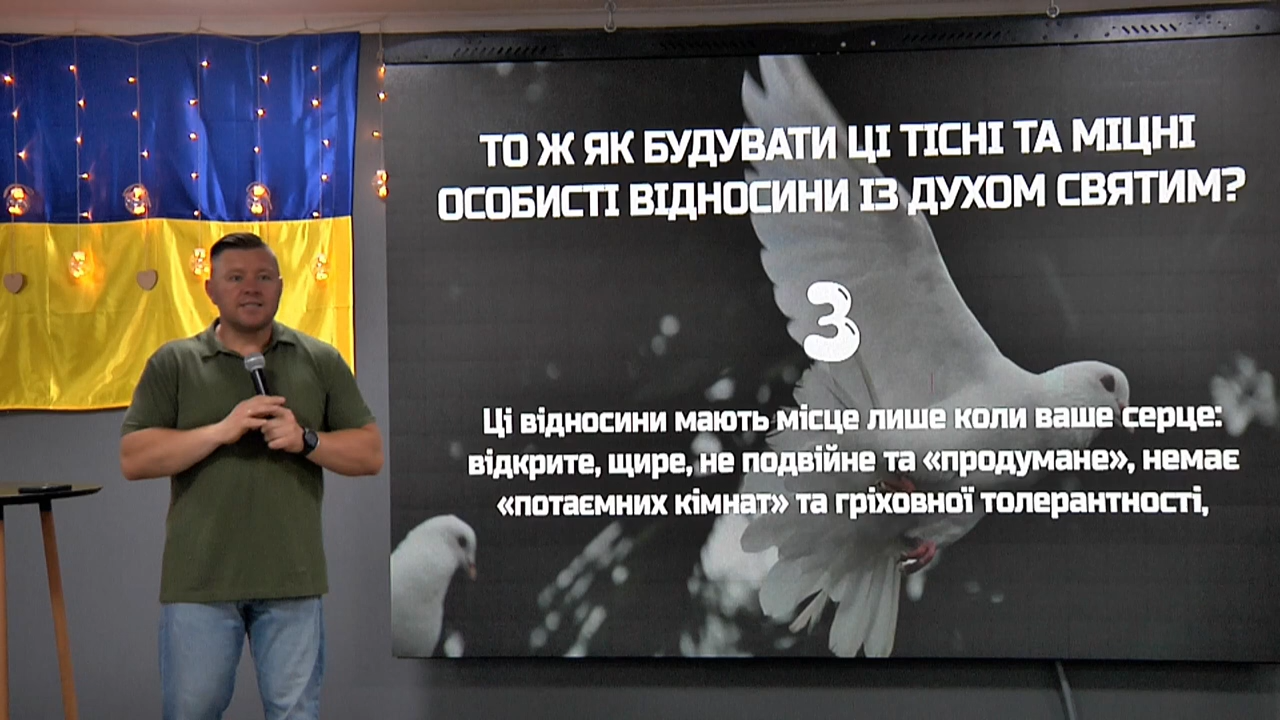 ТО Ж ЯК БУДУВАТИ ЦІ ТІСНІ ТА МІЦНІ
ОСОБИСТІ ВІДНОСИНИ ІЗ ДУХОМ СВЯТИМ?
3
Ці відносини мають місце лише коли ваше серце:
відкрите, щире, не подвійне та «продумане», немає
«потаємних кімнат» та гріховної толерантності,